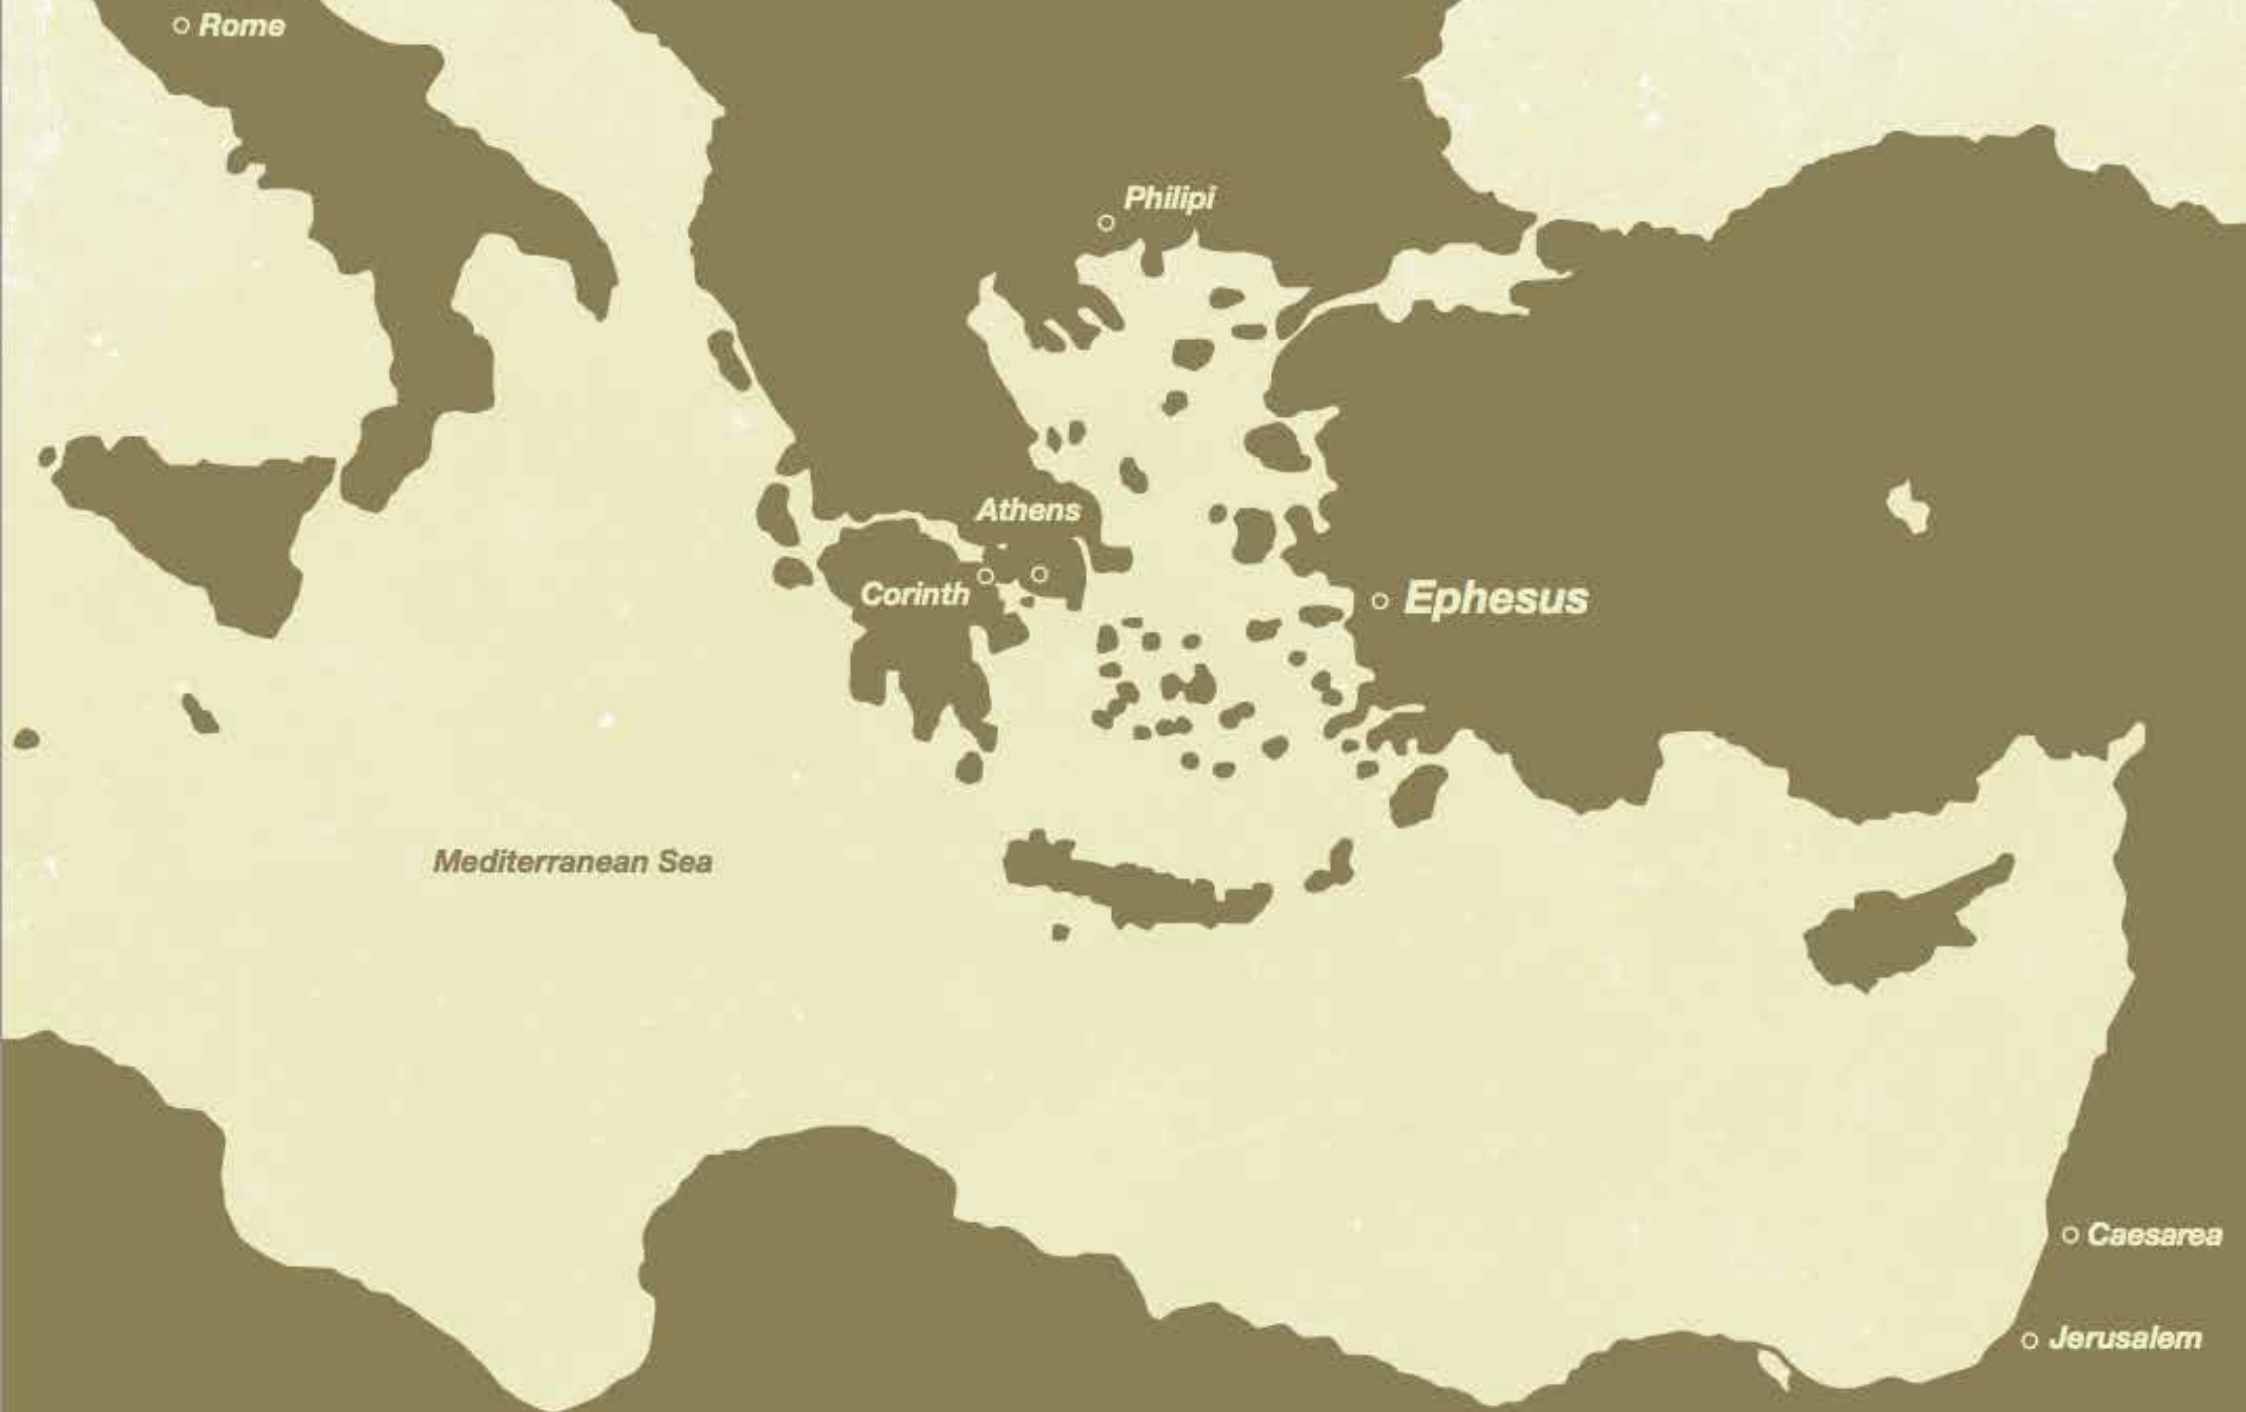 Rome
Philipi
Athens
Corinth
Ephesus
Mediterranean Sea
Caesarea
Jerusalem